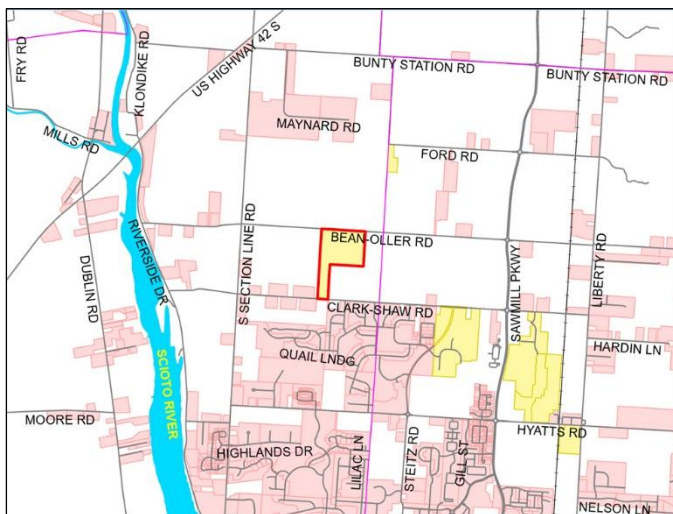 FRY RD
KLONDIKE RD
US HIGHWAY 42 S
BUNTY STATION RD
BUNTY STATION RD
MAYNARD RD
MILLS RD
FORD RD
S SECTION LINE RD
BEAN-OLLER RD
RIVERSIDE DR
DUBLIN RD
SAWMILL PKWY
LIBERTY RD
CLARK-SHAW RD
QUAIL LNDG
HARDIN LN
SCIOTO RIVER
MOORE RD
HYATTS RD
HIGHLANDS DR
LILAC LN
STEITZ RD
GILL ST
NELSON LN